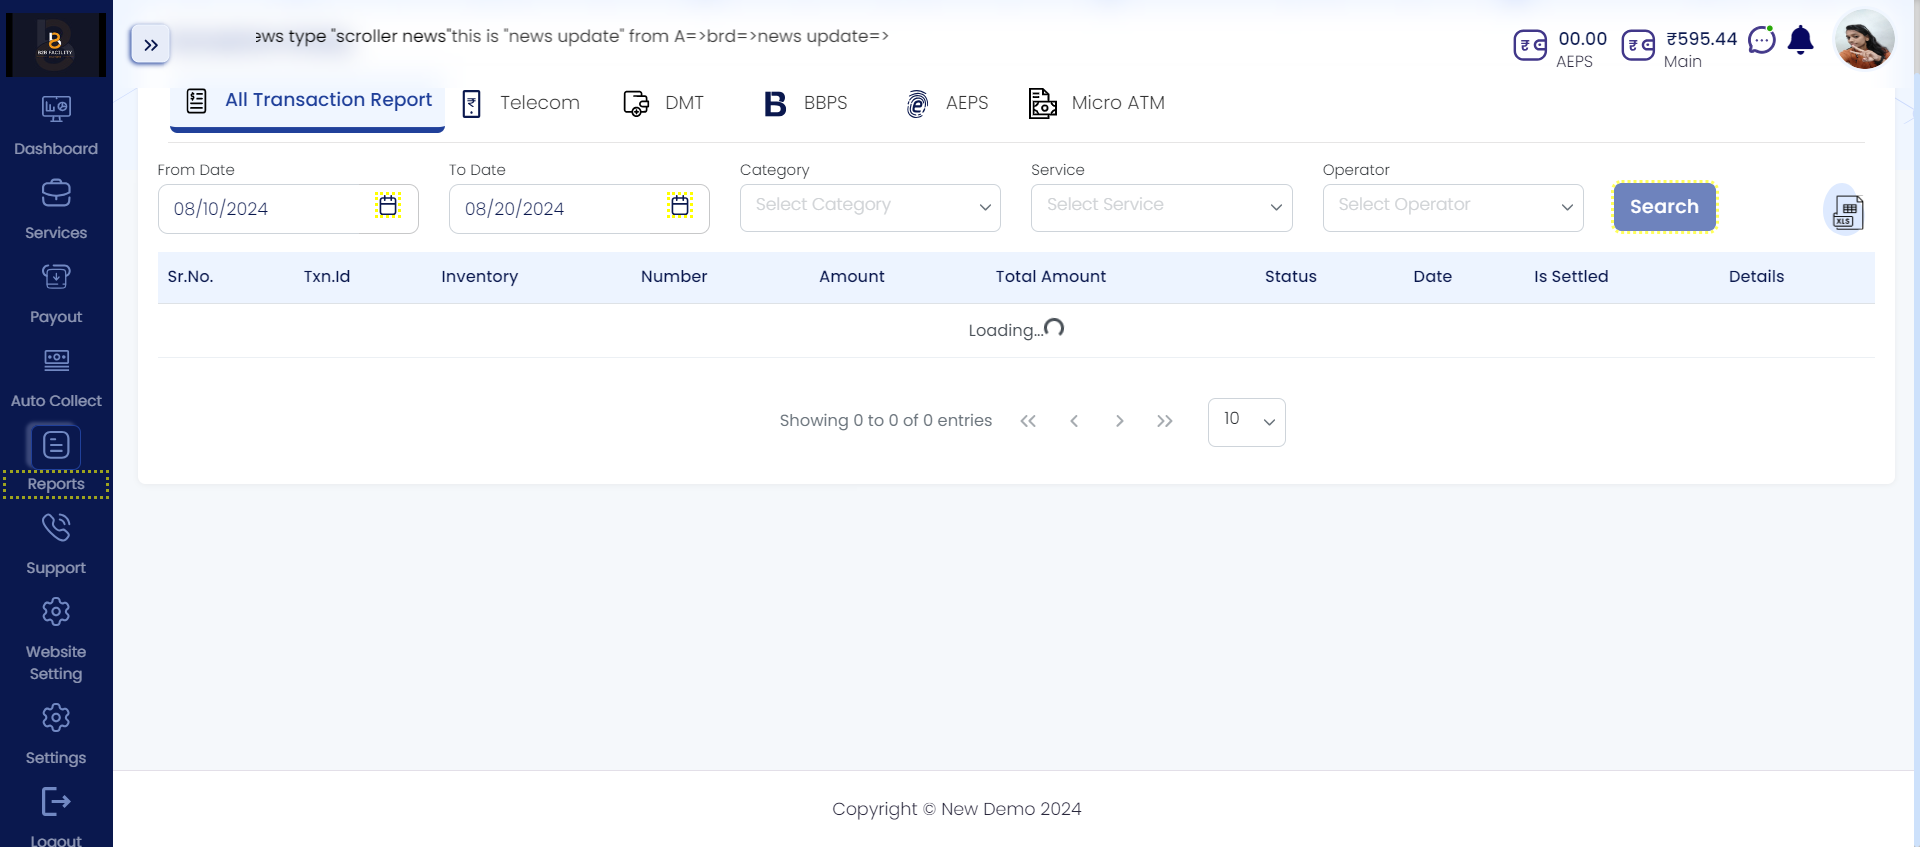 B2B FACILITY
ews type "scroller news"this is "news update" from A=>brd=>news update=>
00.00
AEPS
₹595.44
Main
All Transaction Report
Telecom
DMT
BBPS
AEPS
Micro ATM
Dashboard
Services
Payout
Auto Collect
Reports
Support
Website
Setting
Settings
Logout
From Date
To Date
Category
Service
Operator
08/10/2024
08/20/2024
Select Category
Select Service
Select Operator
Search
XLS
Sr.No. Txn.Id Inventory Number Amount Total Amount Status Date Is Settled Details
Loading...
Showing 0 to 0 of 0 entries
10
Copyright © New Demo 2024